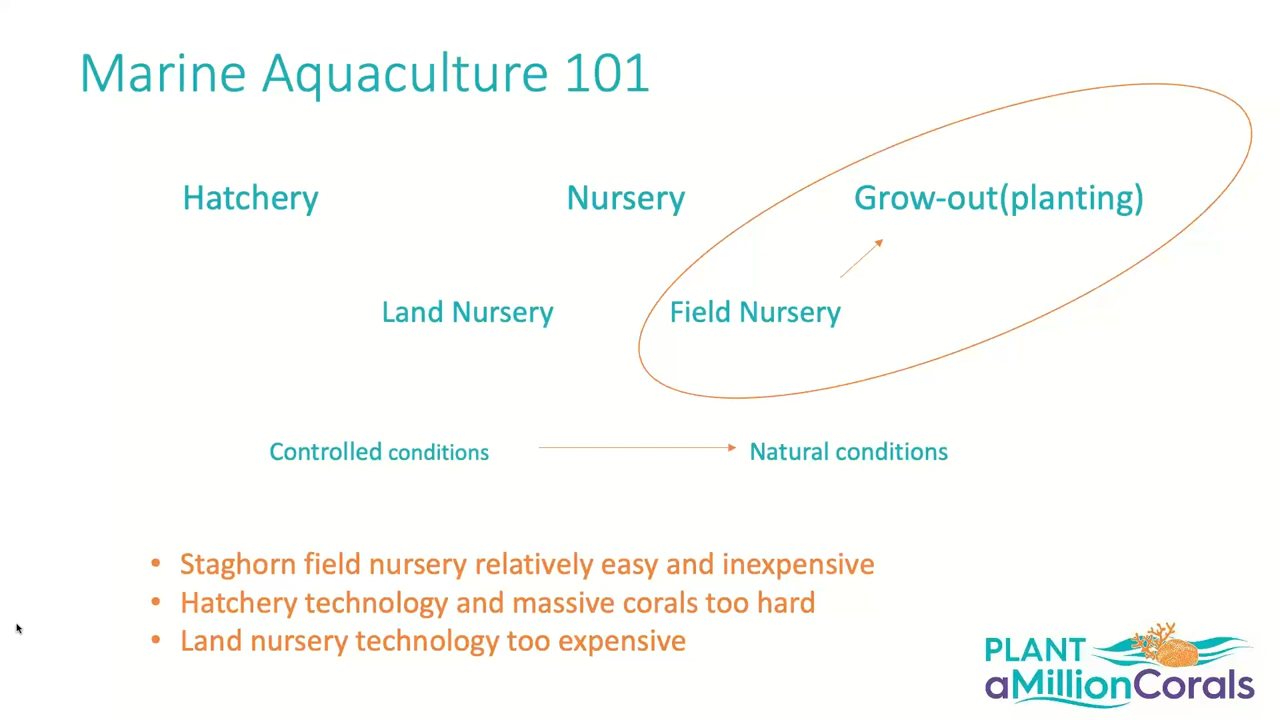 Marine Aquaculture 101
Hatchery
Nursery
Grow-out(planting)
Land Nursery
Field Nursery
Controlled conditions
Natural conditions
• Staghorn field nursery relatively easy and inexpensive
• Hatchery technology and massive corals too hard
• Land nursery technology too expensive
PLANT
aMillionCorals